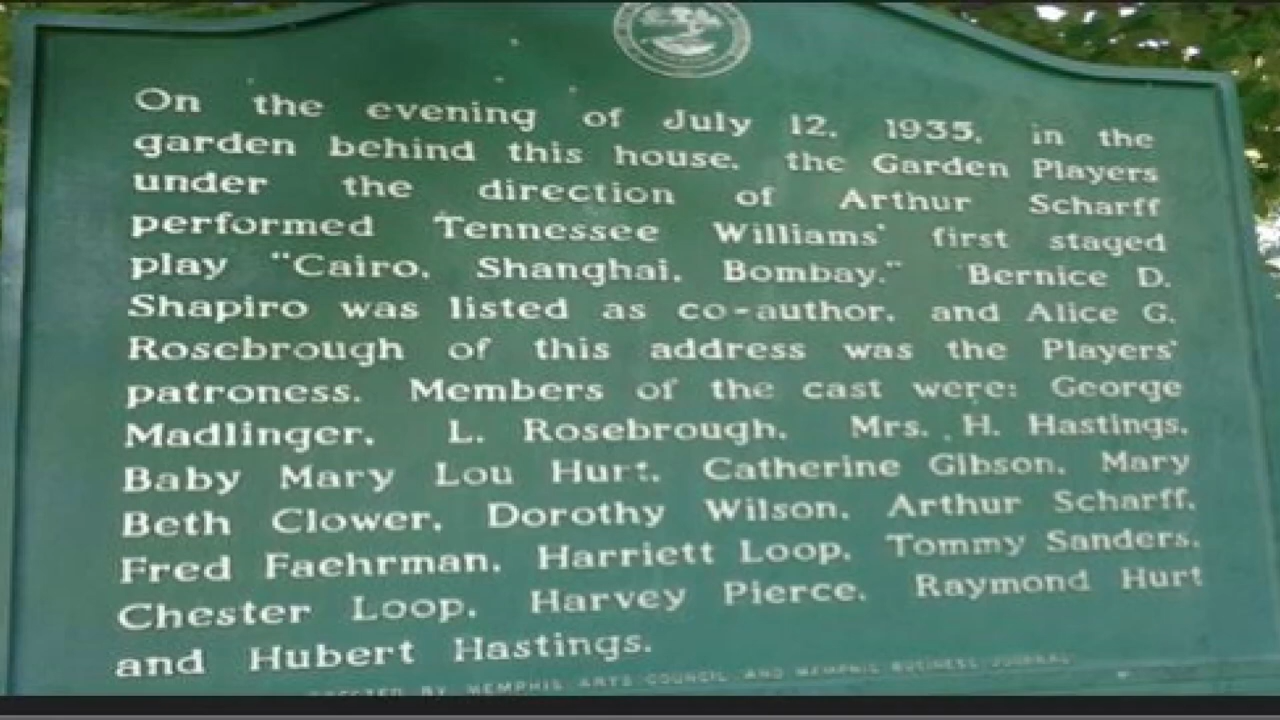 On the evening of July 12, 1935, in the
garden behind this house, the Garden Players
under the direction of Arthur Scharff
performed Tennessee Williams' first staged
play "Cairo, Shanghai, Bombay." Bernice D.
Shapiro was listed as co-author, and Alice G.
Rosebrough of this address was the Players'
patroness. Members of the cast were: George
Madlinger, L. Rosebrough, Mrs. H. Hastings,
Baby Mary Lou Hurt, Catherine Gibson, Mary
Beth Clower, Dorothy Wilson, Arthur Scharff,
Fred Faehrman, Harriett Loop, Tommy Sanders,
Chester Loop, Harvey Pierce, Raymond Hurt
and Hubert Hastings.
ERECTED BY MEMPHIS ARTS COUNCIL AND MEMPHIS BUSINESS JOURNAL